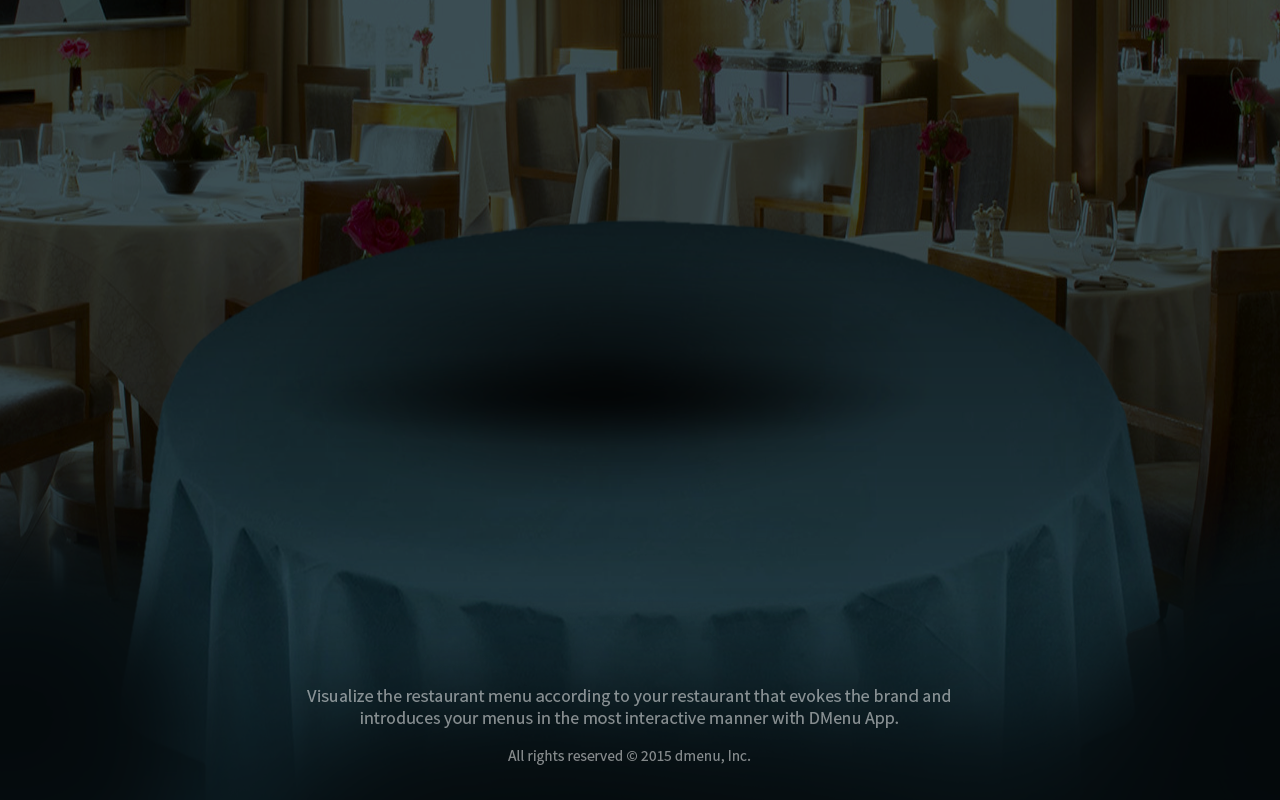 Visualize the restaurant menu according to your restaurant that evokes the brand and
introduces your menus in the most interactive manner with DMenu App.
All rights reserved © 2015 dmenu, Inc.